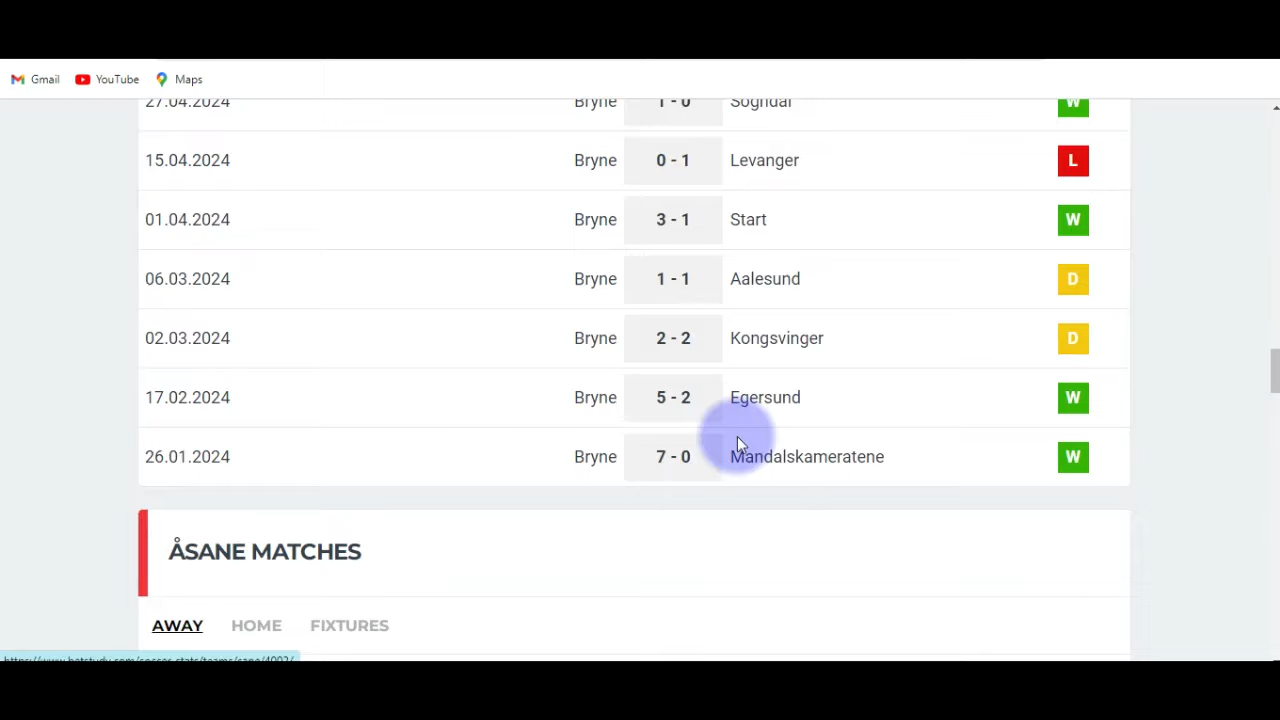 Gmail YouTube Maps
27.04.2024 Bryne 1 - 0 Sogndal W
15.04.2024 Bryne 0 - 1 Levanger L
01.04.2024 Bryne 3 - 1 Start W
06.03.2024 Bryne 1 - 1 Aalesund D
02.03.2024 Bryne 2 - 2 Kongsvinger D
17.02.2024 Bryne 5 - 2 Egersund W
26.01.2024 Bryne 7 - 0 Mandalskameratene W
ÅSANE MATCHES
AWAY HOME FIXTURES